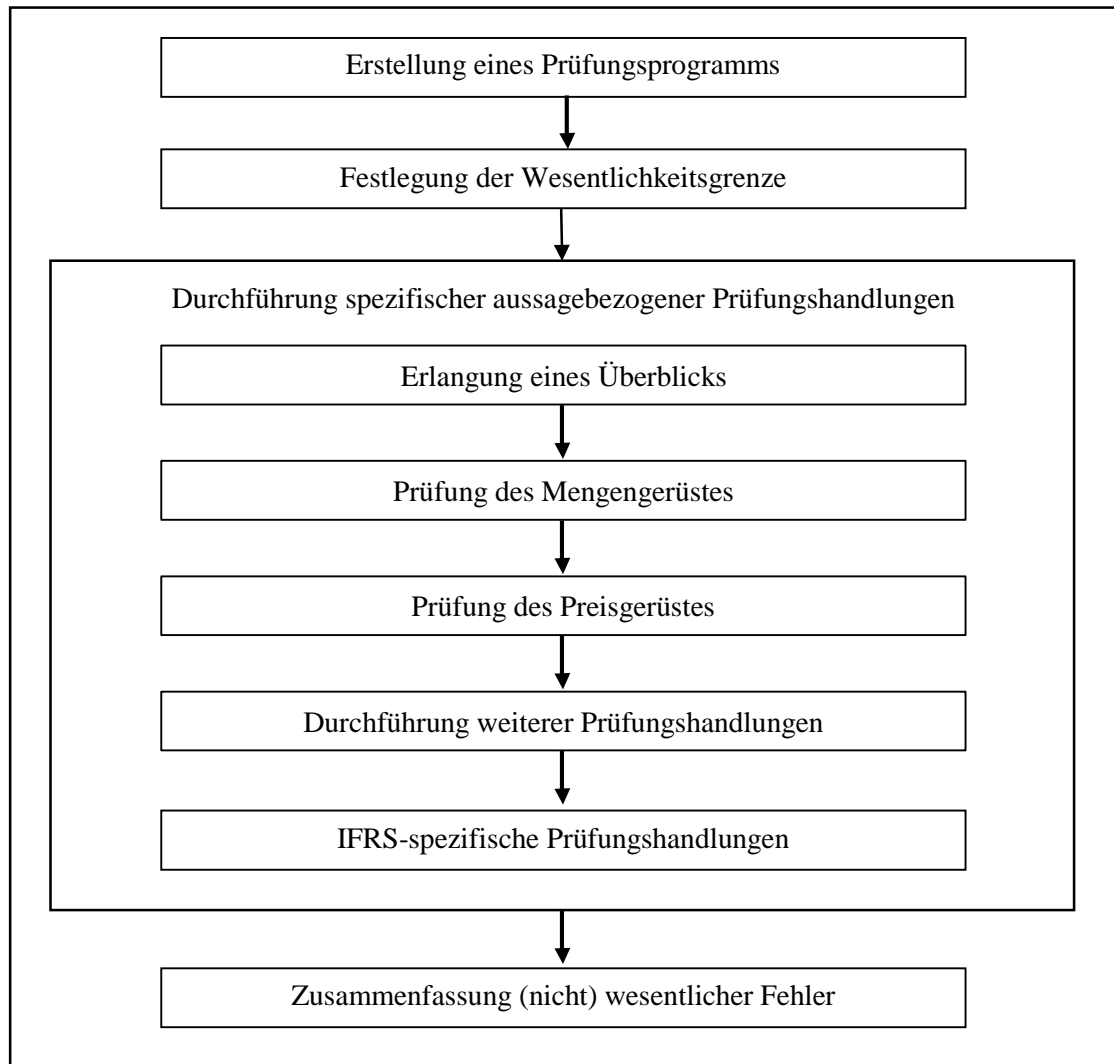 Erstellung eines Prüfungsprogramms
Festlegung der Wesentlichkeitsgrenze
Durchführung spezifischer aussagebezogener Prüfungshandlungen
Erlangung eines Überblicks
Prüfung des Mengengerüstes
Prüfung des Preisgerüstes
Durchführung weiterer Prüfungshandlungen
IFRS-spezifische Prüfungshandlungen
Zusammenfassung (nicht) wesentlicher Fehler